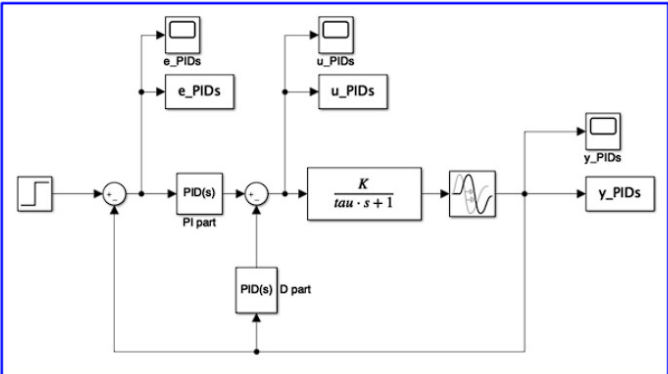 e_PIDs
u_PIDs
e_PIDs
u_PIDs
y_PIDs
+
-
PID(s)
PI part
+
-
K
tau · s + 1
y_PIDs
PID(s)
D part